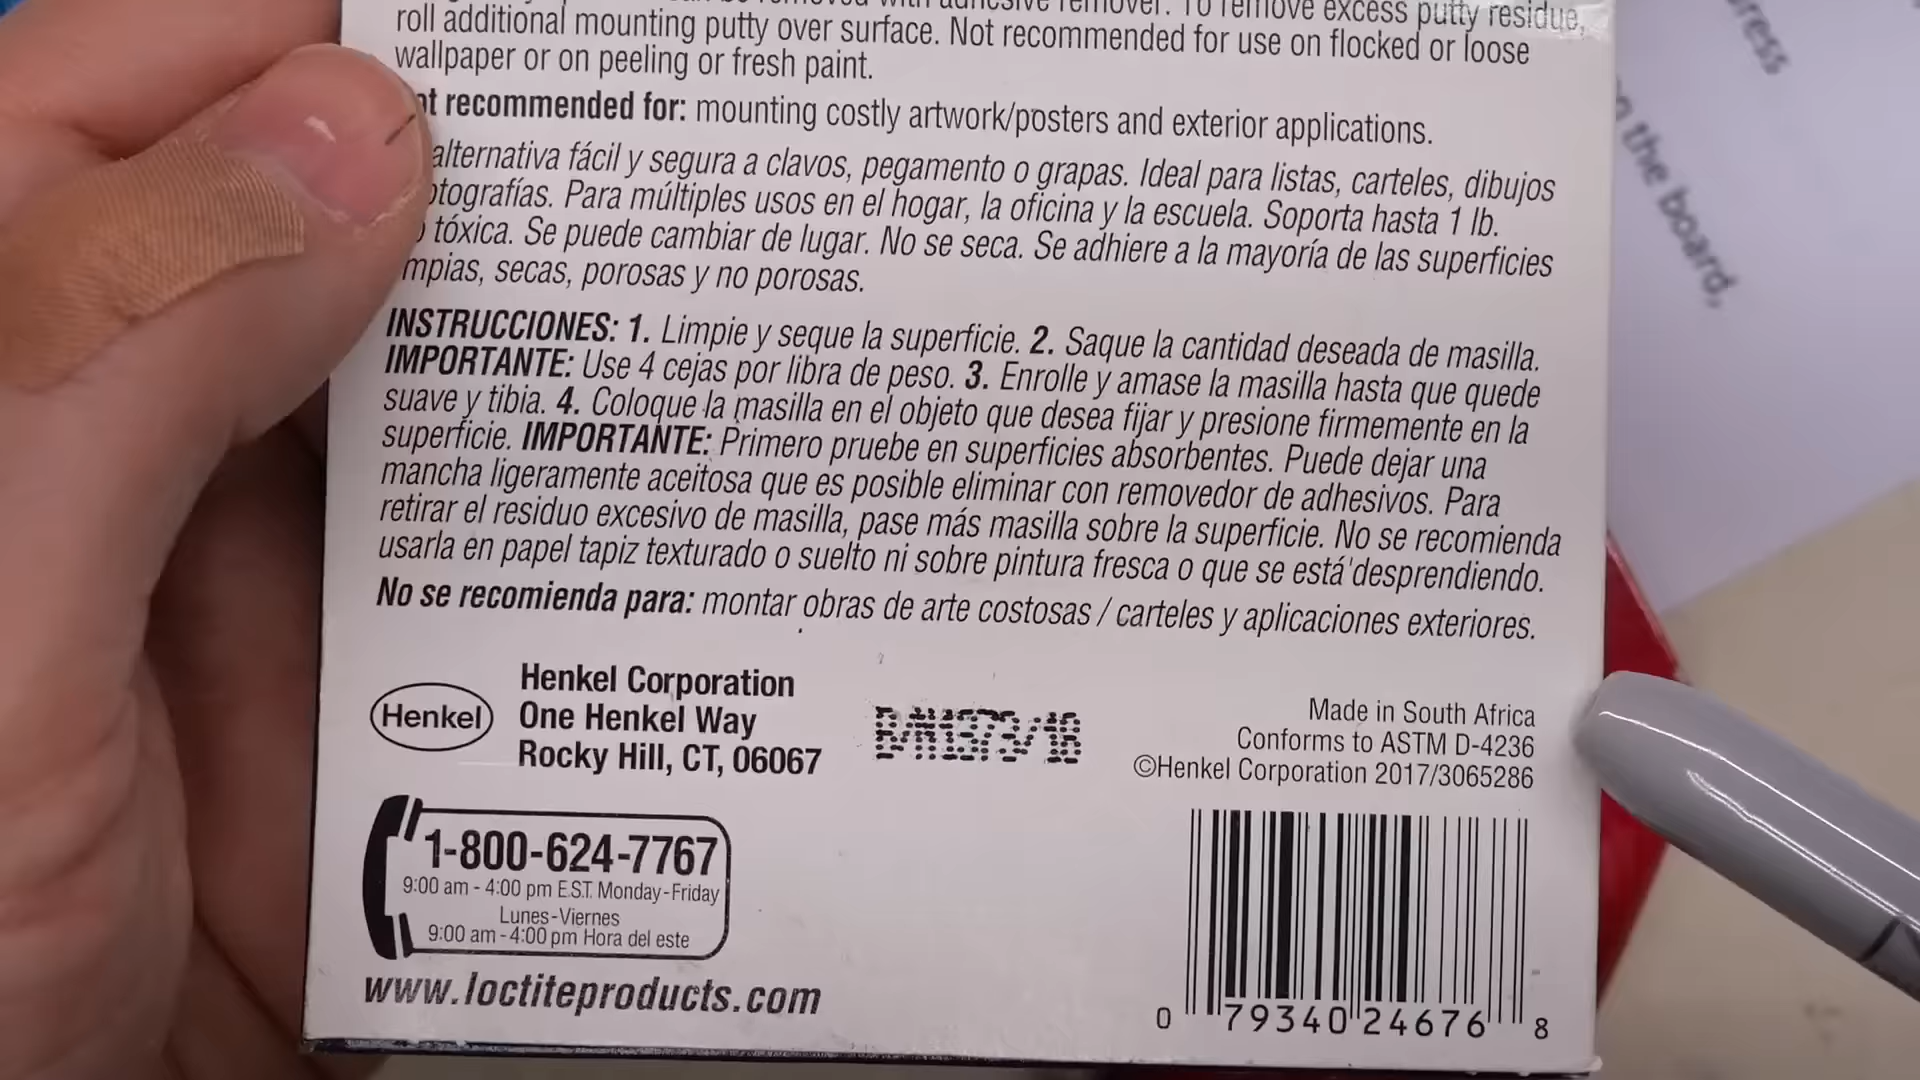 be removed with adhesive remover. To remove excess putty residue,
roll additional mounting putty over surface. Not recommended for use on flocked or loose
wallpaper or on peeling or fresh paint.
recommended for: mounting costly artwork/posters and exterior applications.
alternativa fácil y segura a clavos, pegamento o grapas. Ideal para listas, carteles, dibujos
otografías. Para múltiples usos en el hogar, la oficina y la escuela. Soporta hasta 1 lb.
tóxica. Se puede cambiar de lugar. No se seca. Se adhiere a la mayoría de las superficies
mpias, secas, porosas y no porosas.
INSTRUCCIONES: 1. Limpie y seque la superficie. 2. Saque la cantidad deseada de masilla.
IMPORTANTE: Use 4 cejas por libra de peso. 3. Enrolle y amase la masilla hasta que quede
suave y tibia. 4. Coloque la masilla en el objeto que desea fijar y presione firmemente en la
superficie. IMPORTANTE: Primero pruebe en superficies absorbentes. Puede dejar una
mancha ligeramente aceitosa que es posible eliminar con removedor de adhesivos. Para
retirar el residuo excesivo de masilla, pase más masilla sobre la superficie. No se recomienda
usarla en papel tapiz texturado o suelto ni sobre pintura fresca o que se está desprendiendo.
No se recomienda para: montar obras de arte costosas / carteles y aplicaciones exteriores.
Henkel
Henkel Corporation
One Henkel Way
Rocky Hill, CT, 06067
Made in South Africa
Conforms to ASTM D-4236
©Henkel Corporation 2017/3065286
1-800-624-7767
9:00 am - 4:00 pm E.S.T. Monday-Friday
Lunes-Viernes
9:00 am - 4:00 pm Hora del este
www.loctiteproducts.com
0 79340 24676 8
the board,